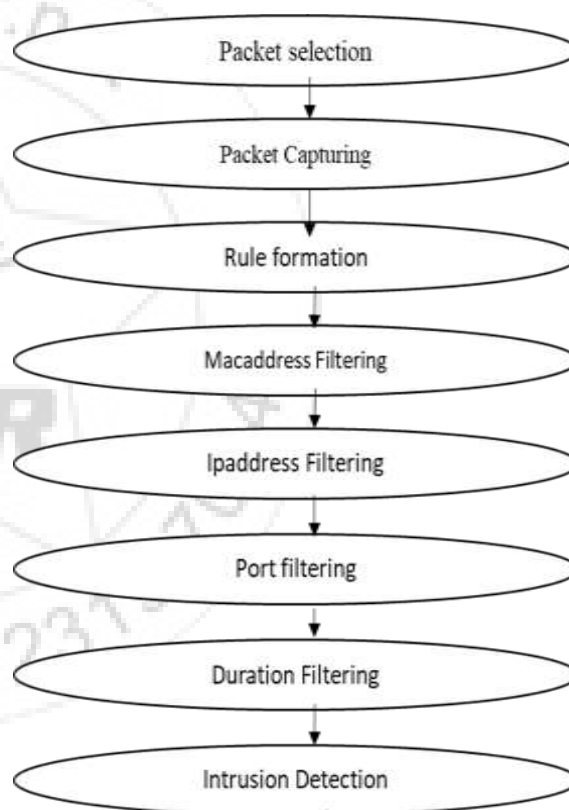 Packet selection
Packet Capturing
Rule formation
Macaddress Filtering
Ipaddress Filtering
Port filtering
Duration Filtering
Intrusion Detection